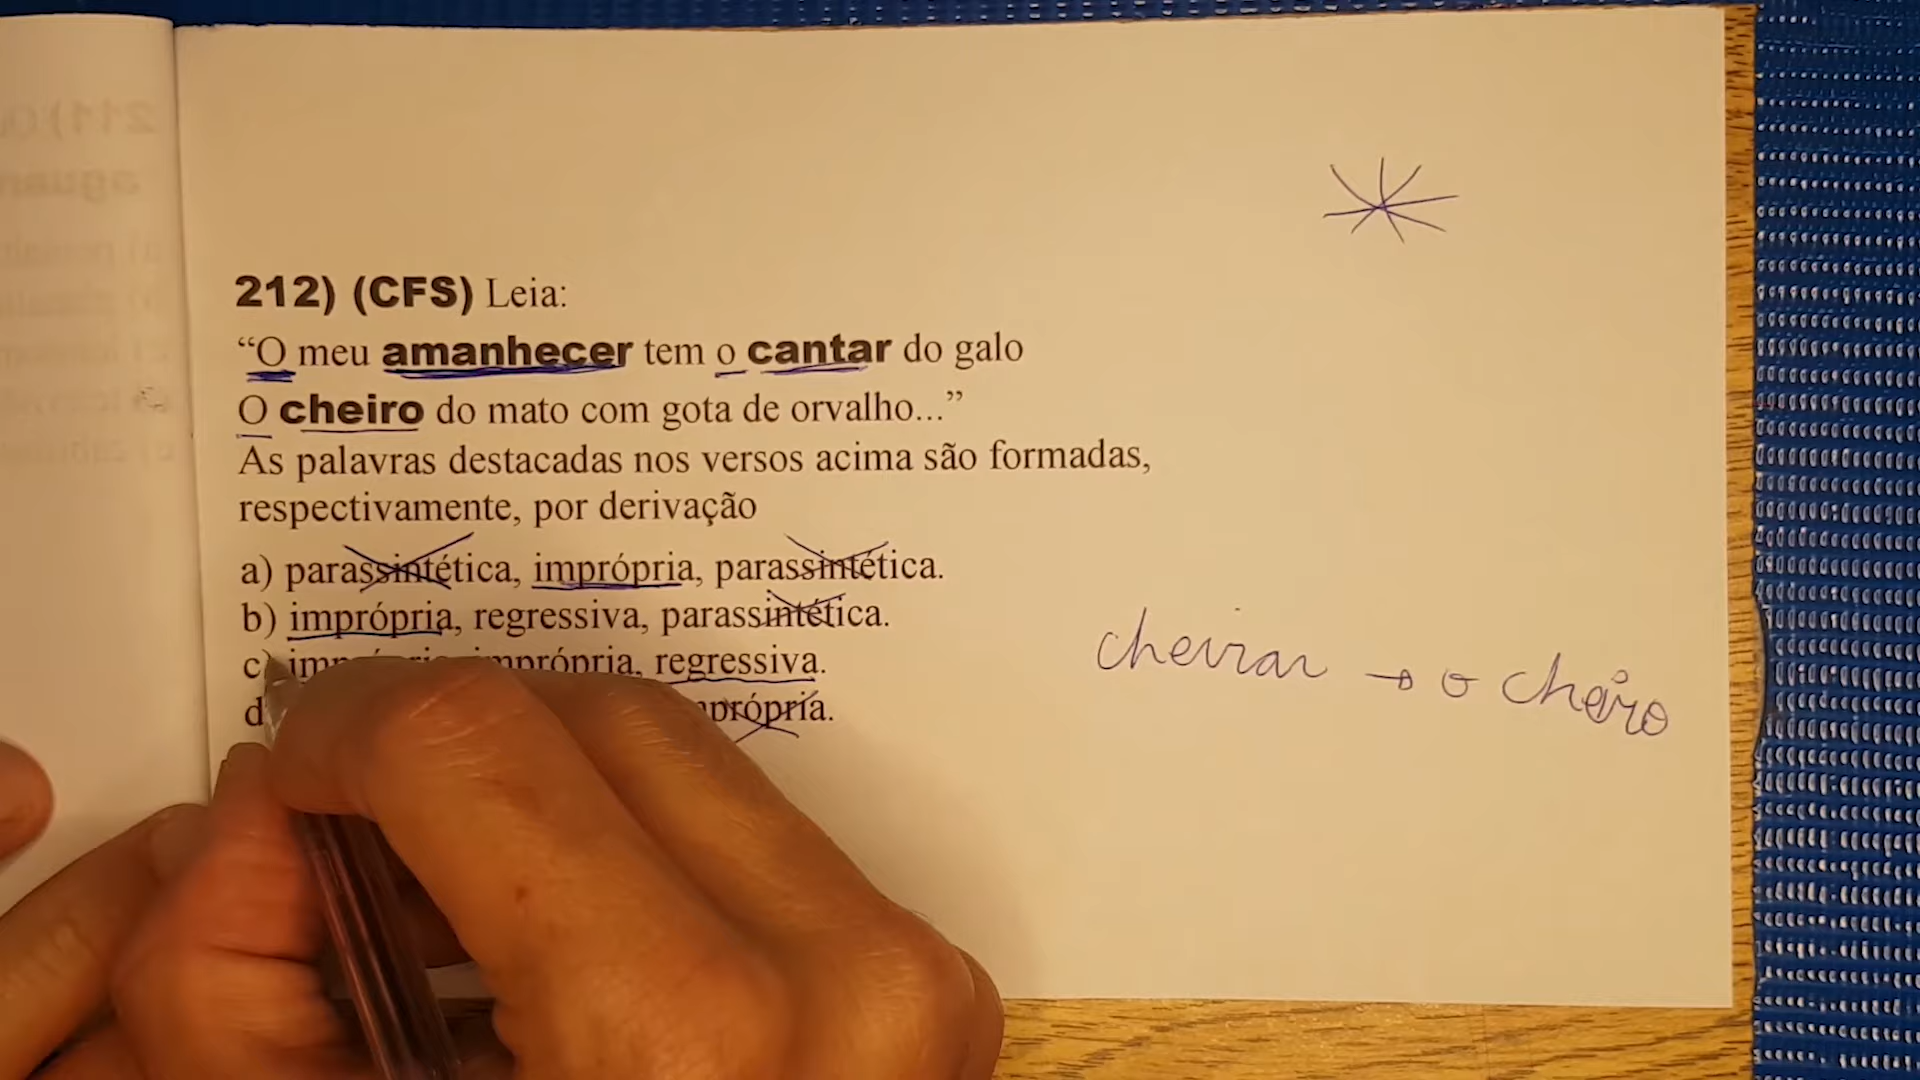 212) (CFS) Leia:
“O meu amanhecer tem o cantar do galo
O cheiro do mato com gota de orvalho...”
As palavras destacadas nos versos acima são formadas,
respectivamente, por derivação
a) parassintética, imprópria, parassintética.
b) imprópria, regressiva, parassintética.
c) imprópria, imprópria, regressiva.
d
cheirar → o cheiro
211)